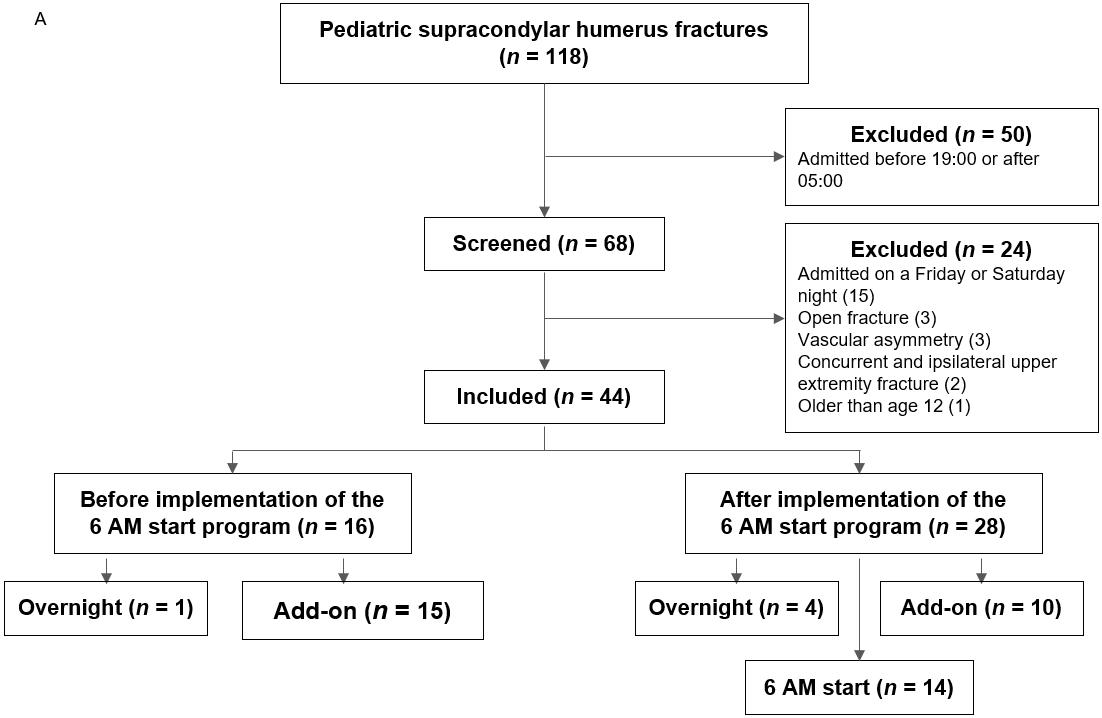 A
Pediatric supracondylar humerus fractures
(n = 118)
Excluded (n = 50)
Admitted before 19:00 or after
05:00
Screened (n = 68)
Excluded (n = 24)
Admitted on a Friday or Saturday
night (15)
Open fracture (3)
Vascular asymmetry (3)
Concurrent and ipsilateral upper
extremity fracture (2)
Older than age 12 (1)
Included (n = 44)
Before implementation of the
6 AM start program (n = 16)
After implementation of the
6 AM start program (n = 28)
Overnight (n = 1)
Add-on (n = 15)
Overnight (n = 4)
Add-on (n = 10)
6 AM start (n = 14)